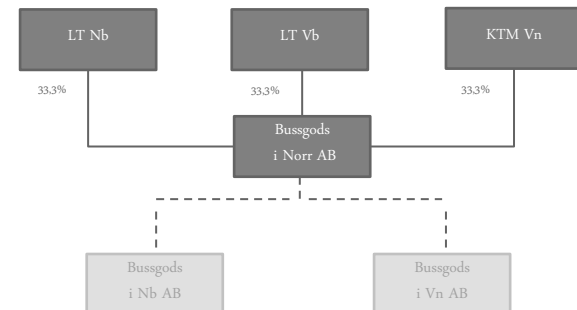 LT Nb
LT Vb
KTM Vn
33.3%
33.3%
33.3%
Bussgods
i Norr AB
Bussgods
i Nb AB
Bussgods
i Vn AB